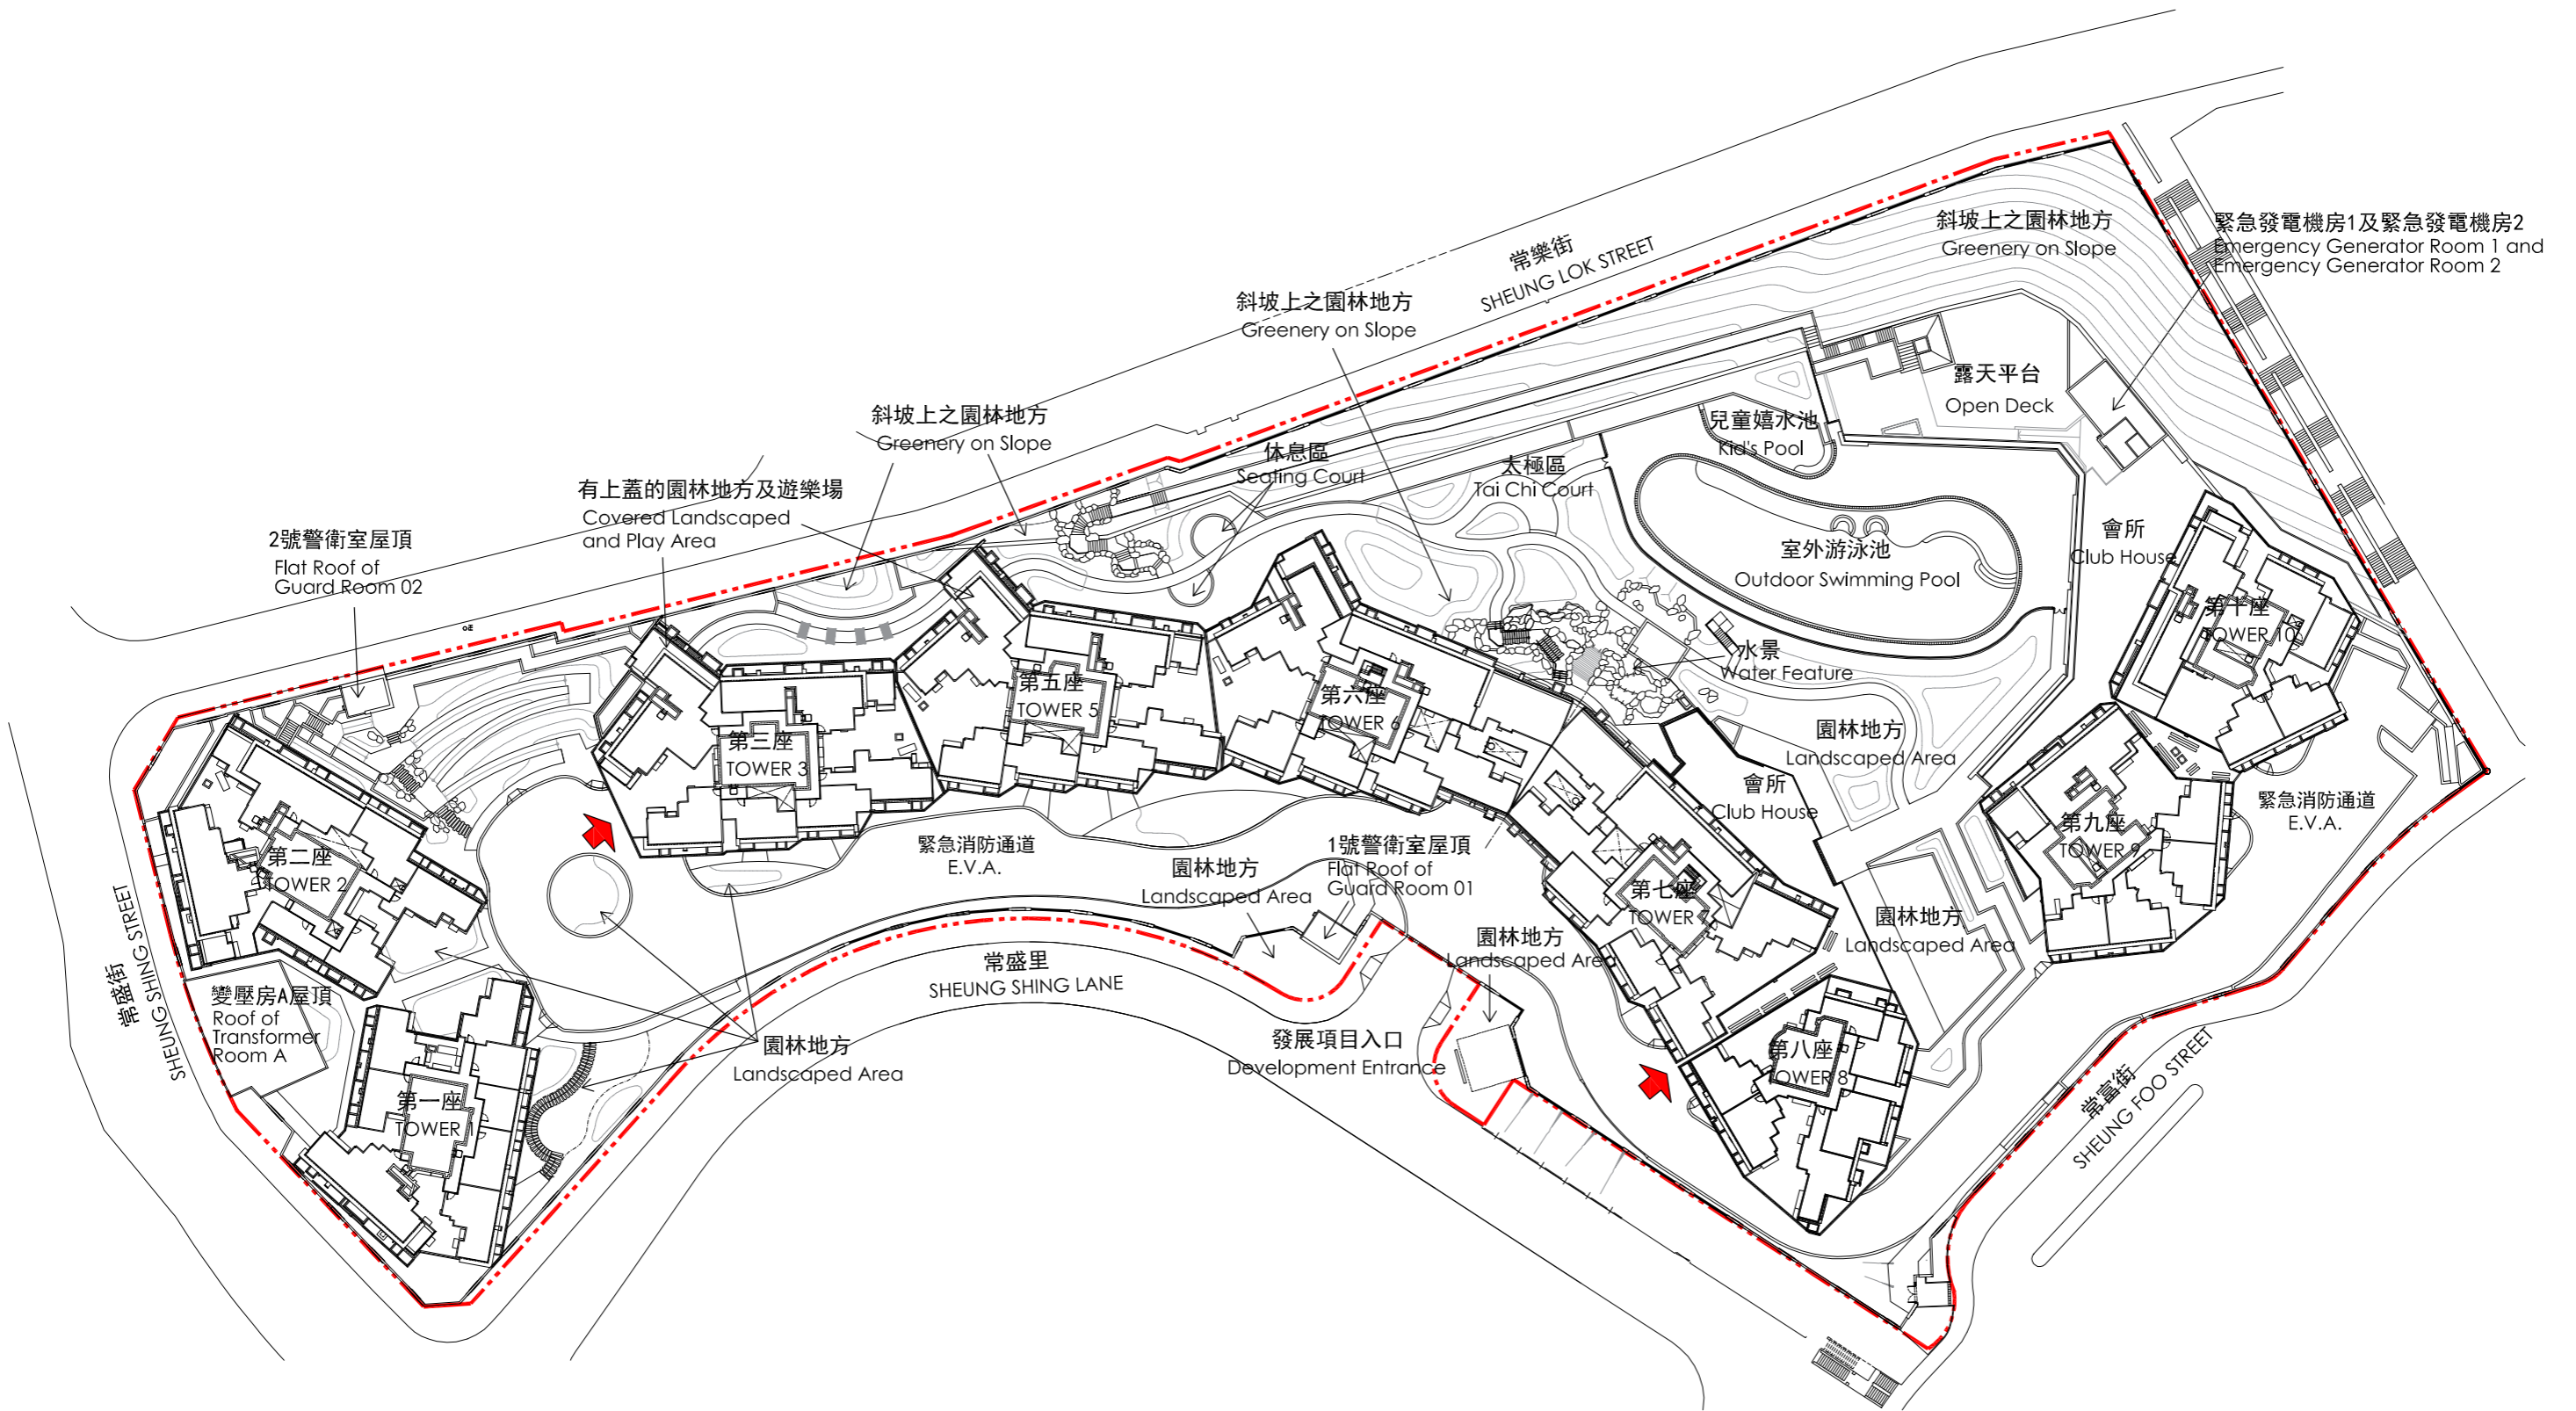 常樂街
SHEUNG LOK STREET
斜坡上之園林地方
Greenery on Slope
緊急發電機房1及緊急發電機房2
Emergency Generator Room 1 and
Emergency Generator Room 2
斜坡上之園林地方
Greenery on Slope
露天平台
Open Deck
斜坡上之園林地方
Greenery on Slope
兒童嬉水池
Kid's Pool
休息區
Seating Court
太極區
Tai Chi Court
有上蓋的園林地方及遊樂場
Covered Landscaped
and Play Area
2號警衛室屋頂
Flat Roof of
Guard Room 02
會所
Club House
室外游泳池
Outdoor Swimming Pool
第十座
TOWER 10
水景
Water Feature
第五座
TOWER 5
第六座
TOWER 6
第三座
TOWER 3
園林地方
Landscaped Area
會所
Club House
緊急消防通道
E.V.A.
第九座
TOWER 9
第二座
TOWER 2
緊急消防通道
E.V.A.
園林地方
Landscaped Area
1號警衛室屋頂
Flat Roof of
Guard Room 01
第七座
TOWER 7
園林地方
Landscaped Area
園林地方
Landscaped Area
常盛街
SHEUNG SHING STREET
常盛里
SHEUNG SHING LANE
變壓房A屋頂
Roof of
Transformer
Room A
園林地方
Landscaped Area
發展項目入口
Development Entrance
第八座
TOWER 8
第一座
TOWER 1
常富街
SHEUNG FOO STREET